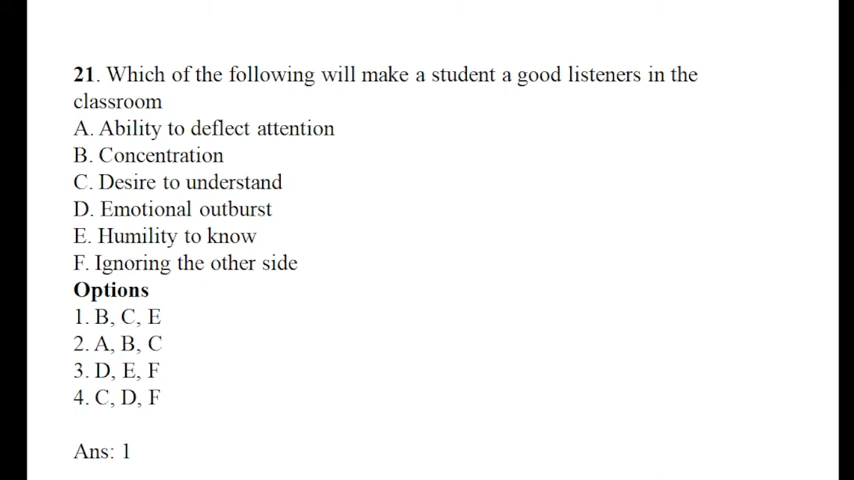 21. Which of the following will make a student a good listeners in the
classroom
A. Ability to deflect attention
B. Concentration
C. Desire to understand
D. Emotional outburst
E. Humility to know
F. Ignoring the other side
Options
1. B, C, E
2. A, B, C
3. D, E, F
4. C, D, F
Ans: 1